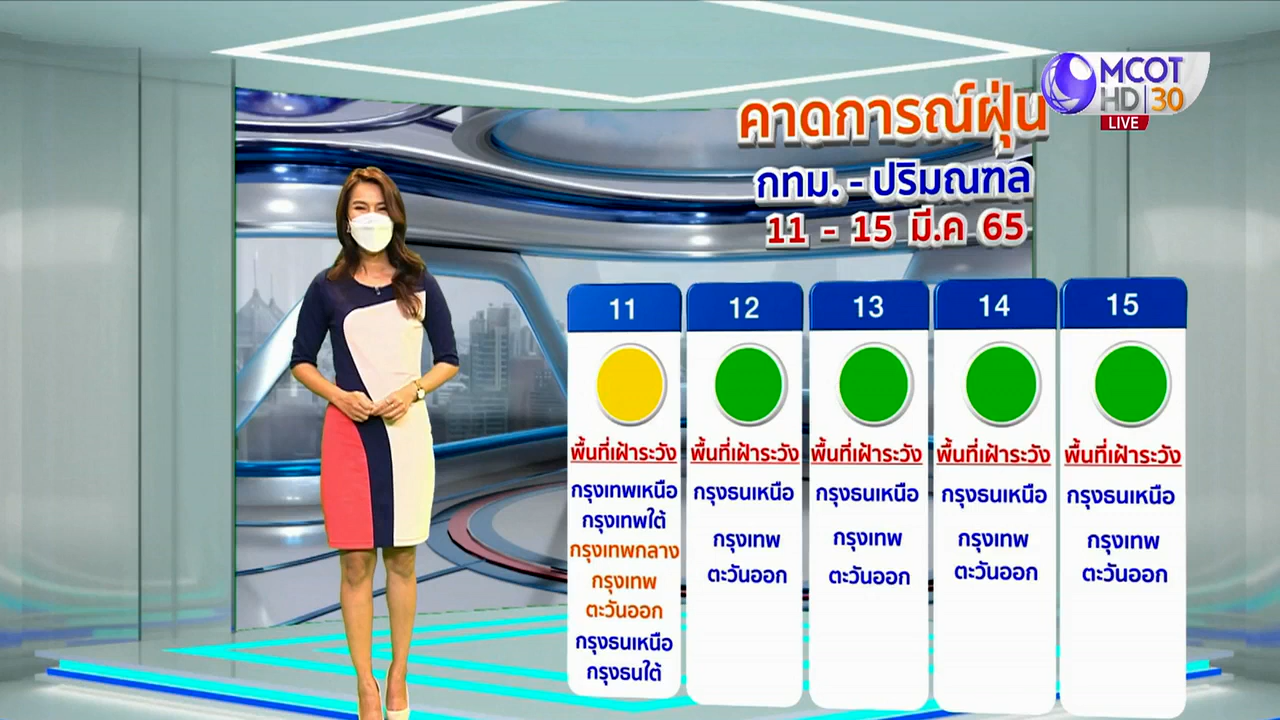 MCOT
HD 30
LIVE
คาดการณ์ฝุ่น
กทม. - ปริมณฑล
11 - 15 มี.ค 65
11
พื้นที่เฝ้าระวัง
กรุงเทพเหนือ
กรุงเทพใต้
กรุงเทพกลาง
กรุงเทพ
ตะวันออก
กรุงธนเหนือ
กรุงธนใต้
12
พื้นที่เฝ้าระวัง
กรุงธนเหนือ
กรุงเทพ
ตะวันออก
13
พื้นที่เฝ้าระวัง
กรุงธนเหนือ
กรุงเทพ
ตะวันออก
14
พื้นที่เฝ้าระวัง
กรุงธนเหนือ
กรุงเทพ
ตะวันออก
15
พื้นที่เฝ้าระวัง
กรุงธนเหนือ
กรุงเทพ
ตะวันออก